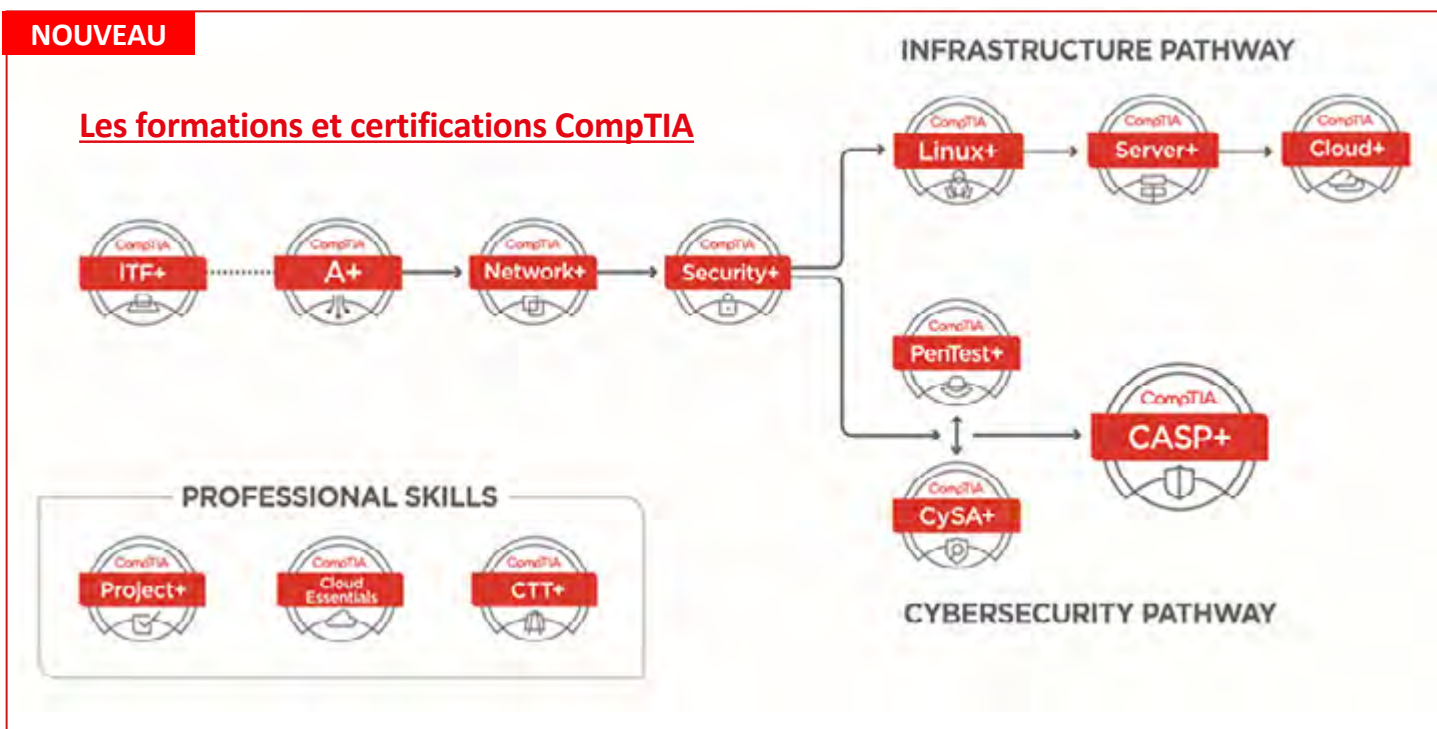 NOUVEAU
Les formations et certifications CompTIA
INFRASTRUCTURE PATHWAY
CompTIA
Linux+
CompTIA
Server+
CompTIA
Cloud+
CompTIA
ITF+
CompTIA
A+
CompTIA
Network+
CompTIA
Security+
CompTIA
PenTest+
CompTIA
CASP+
CompTIA
CySA+
CYBERSECURITY PATHWAY
PROFESSIONAL SKILLS
CompTIA
Project+
CompTIA
Cloud
Essentials
CompTIA
CTT+